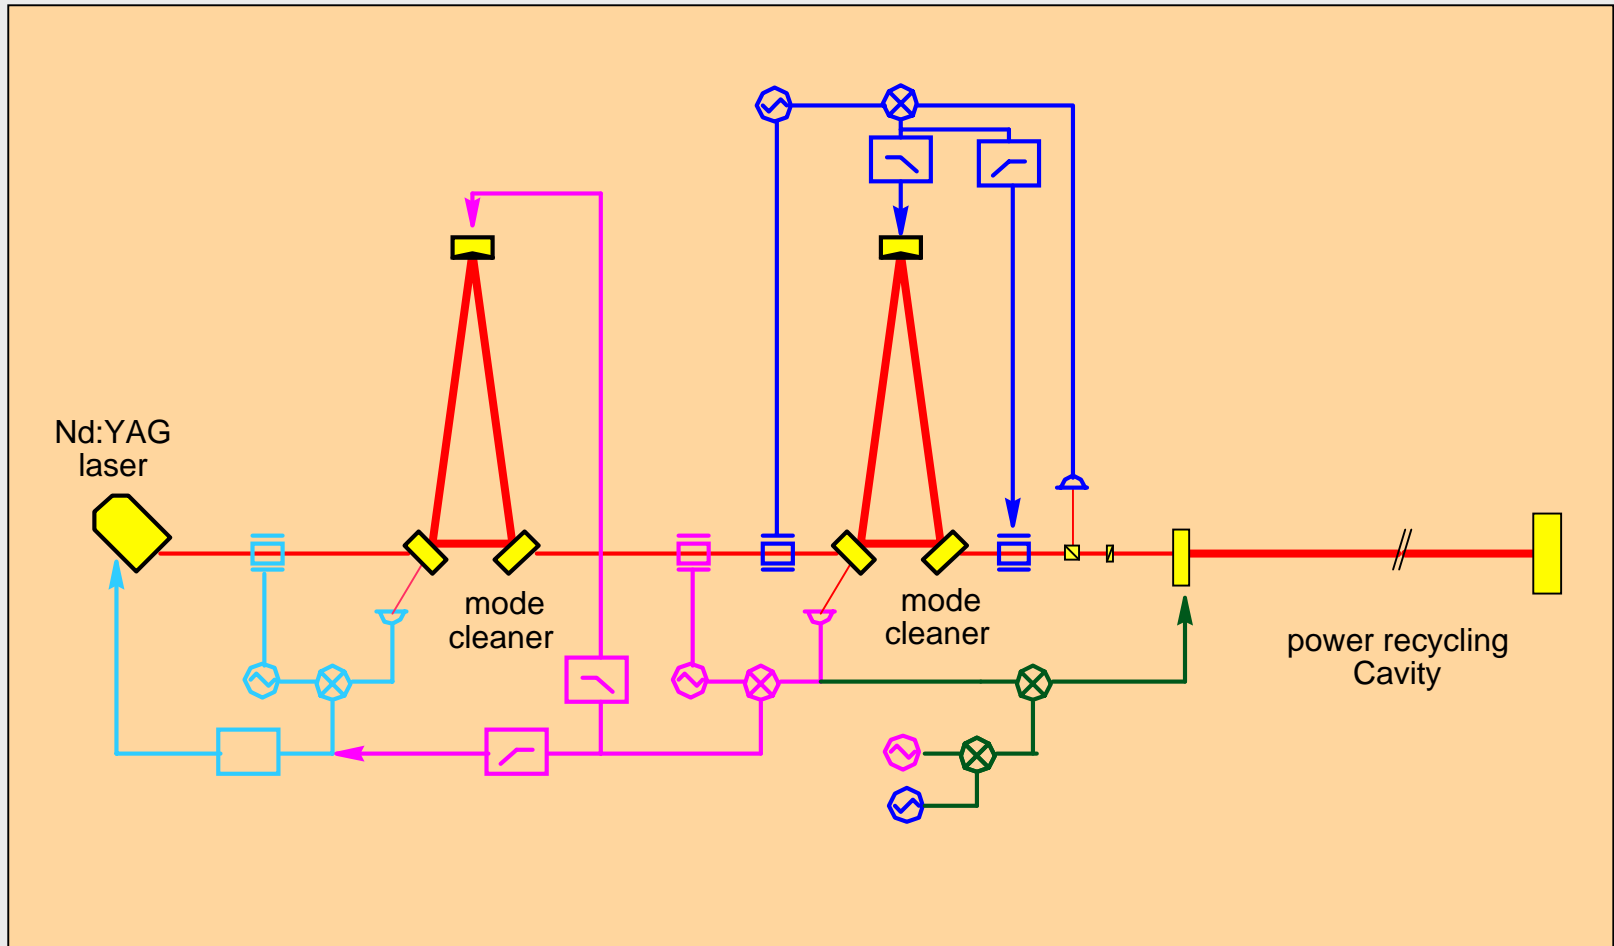 Nd:YAG
laser
mode
cleaner
mode
cleaner
power recycling
Cavity